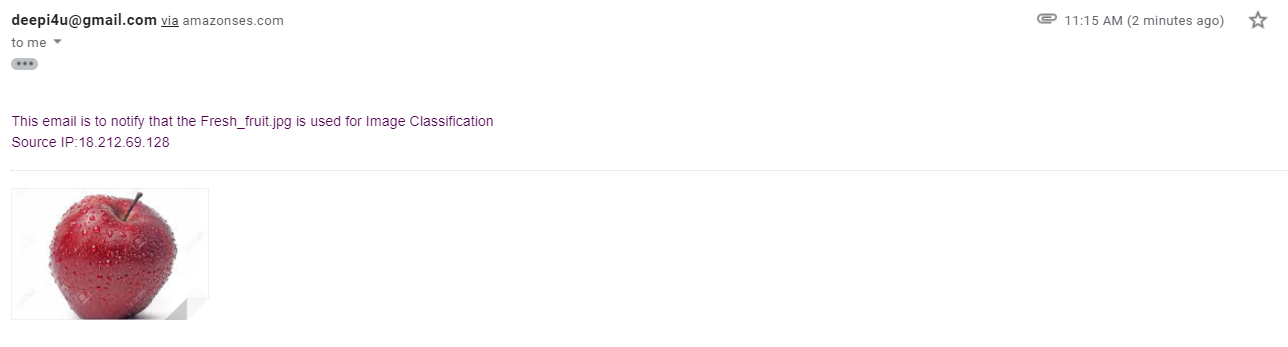 deepi4u@gmail.com via amazonses.com 11:15 AM (2 minutes ago)
to me
This email is to notify that the Fresh_fruit.jpg is used for Image Classification
Source IP:18.212.69.128